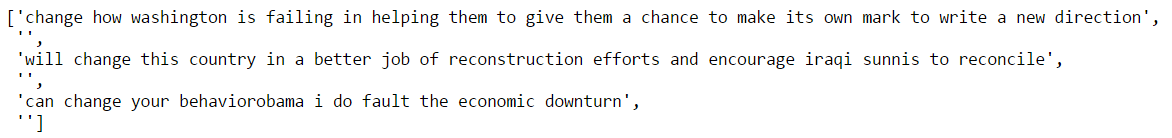 ['change how washington is failing in helping them to give them a chance to make its own mark to write a new direction',
 '',
 'will change this country in a better job of reconstruction efforts and encourage iraqi sunnis to reconcile',
 '',
 'can change your behaviorobama i do fault the economic downturn',
 '']